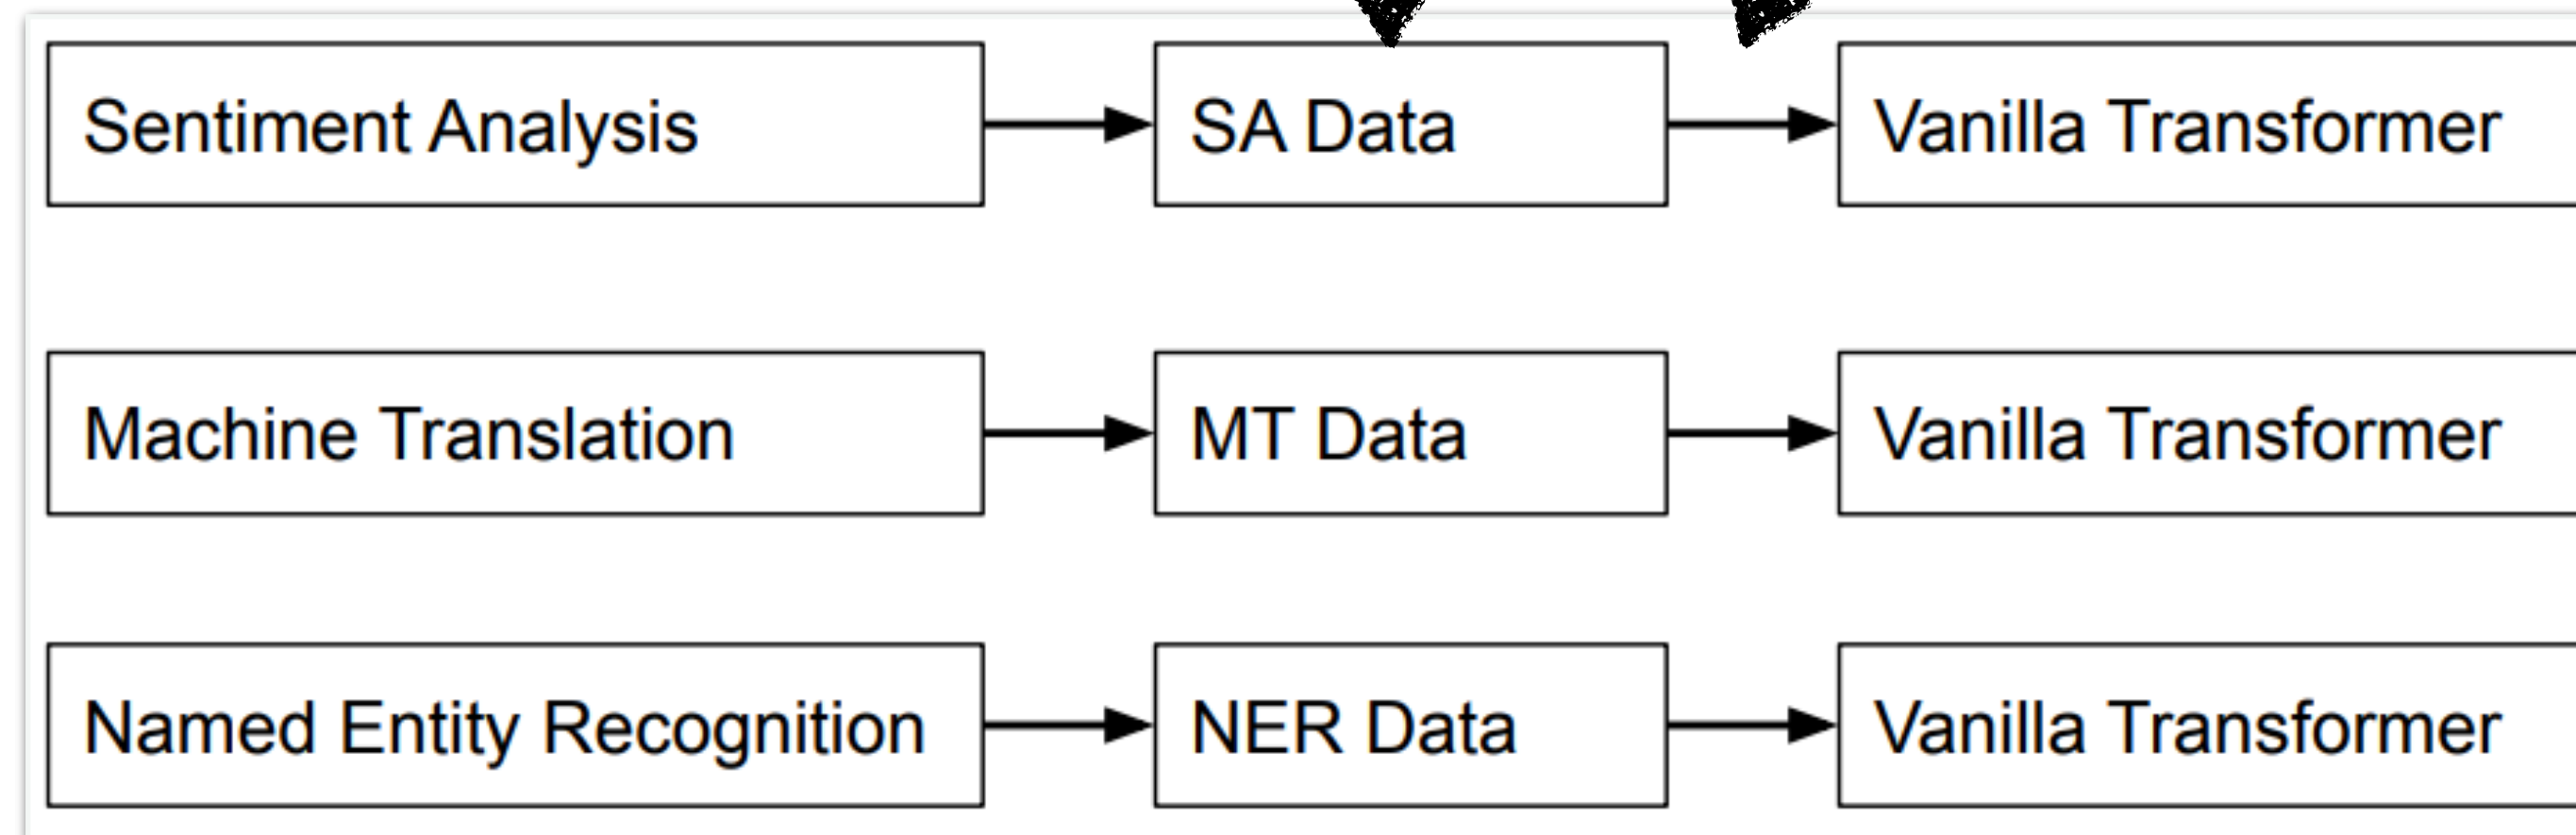 Sentiment Analysis
SA Data
Vanilla Transformer
Machine Translation
MT Data
Vanilla Transformer
Named Entity Recognition
NER Data
Vanilla Transformer